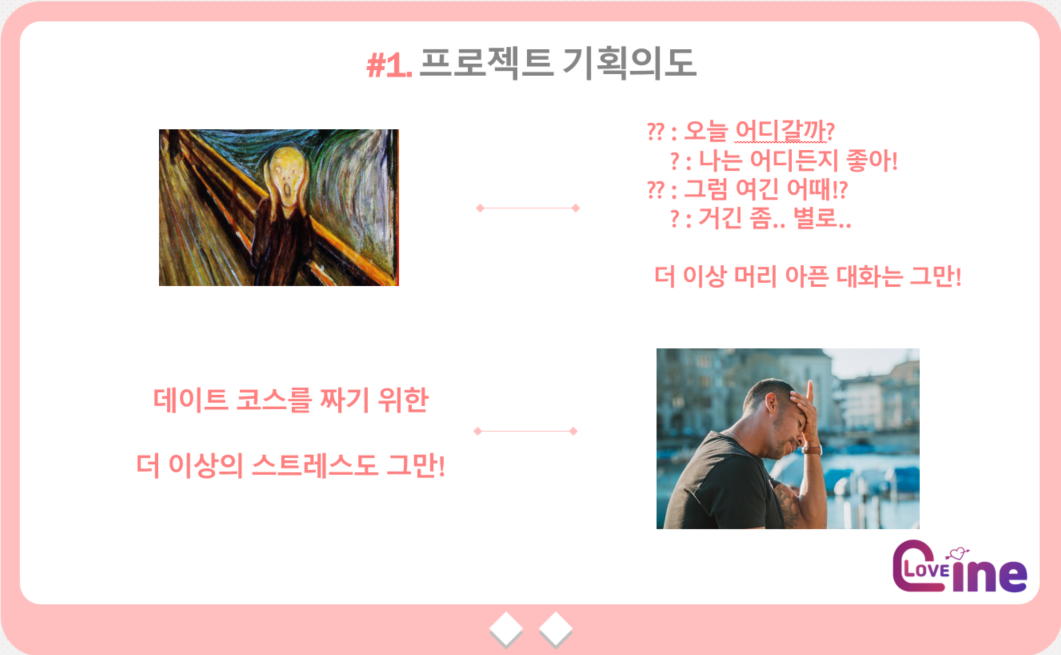 #1. 프로젝트 기획의도
?? : 오늘 어디갈까?
? : 나는 어디든지 좋아!
?? : 그럼 여긴 어때!?
? : 거긴 좀.. 별로..
더 이상 머리 아픈 대화는 그만!
데이트 코스를 짜기 위한
더 이상의 스트레스도 그만!
LOVE ine